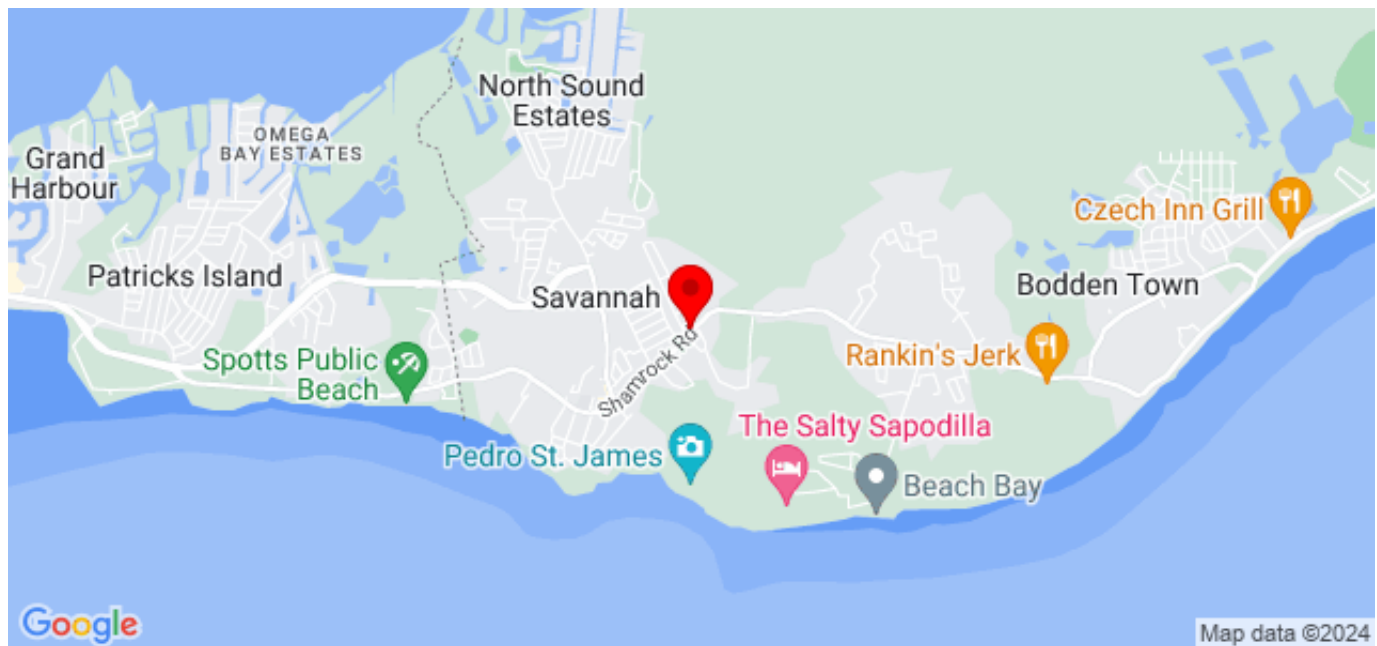 North Sound
Estates
OMEGA
BAY ESTATES
Grand
Harbour
Czech Inn Grill
Patricks Island
Savannah
Bodden Town
Spotts Public
Beach
Shamrock Rd
Rankin's Jerk
The Salty Sapodilla
Pedro St. James
Beach Bay
Google
Map data ©2024